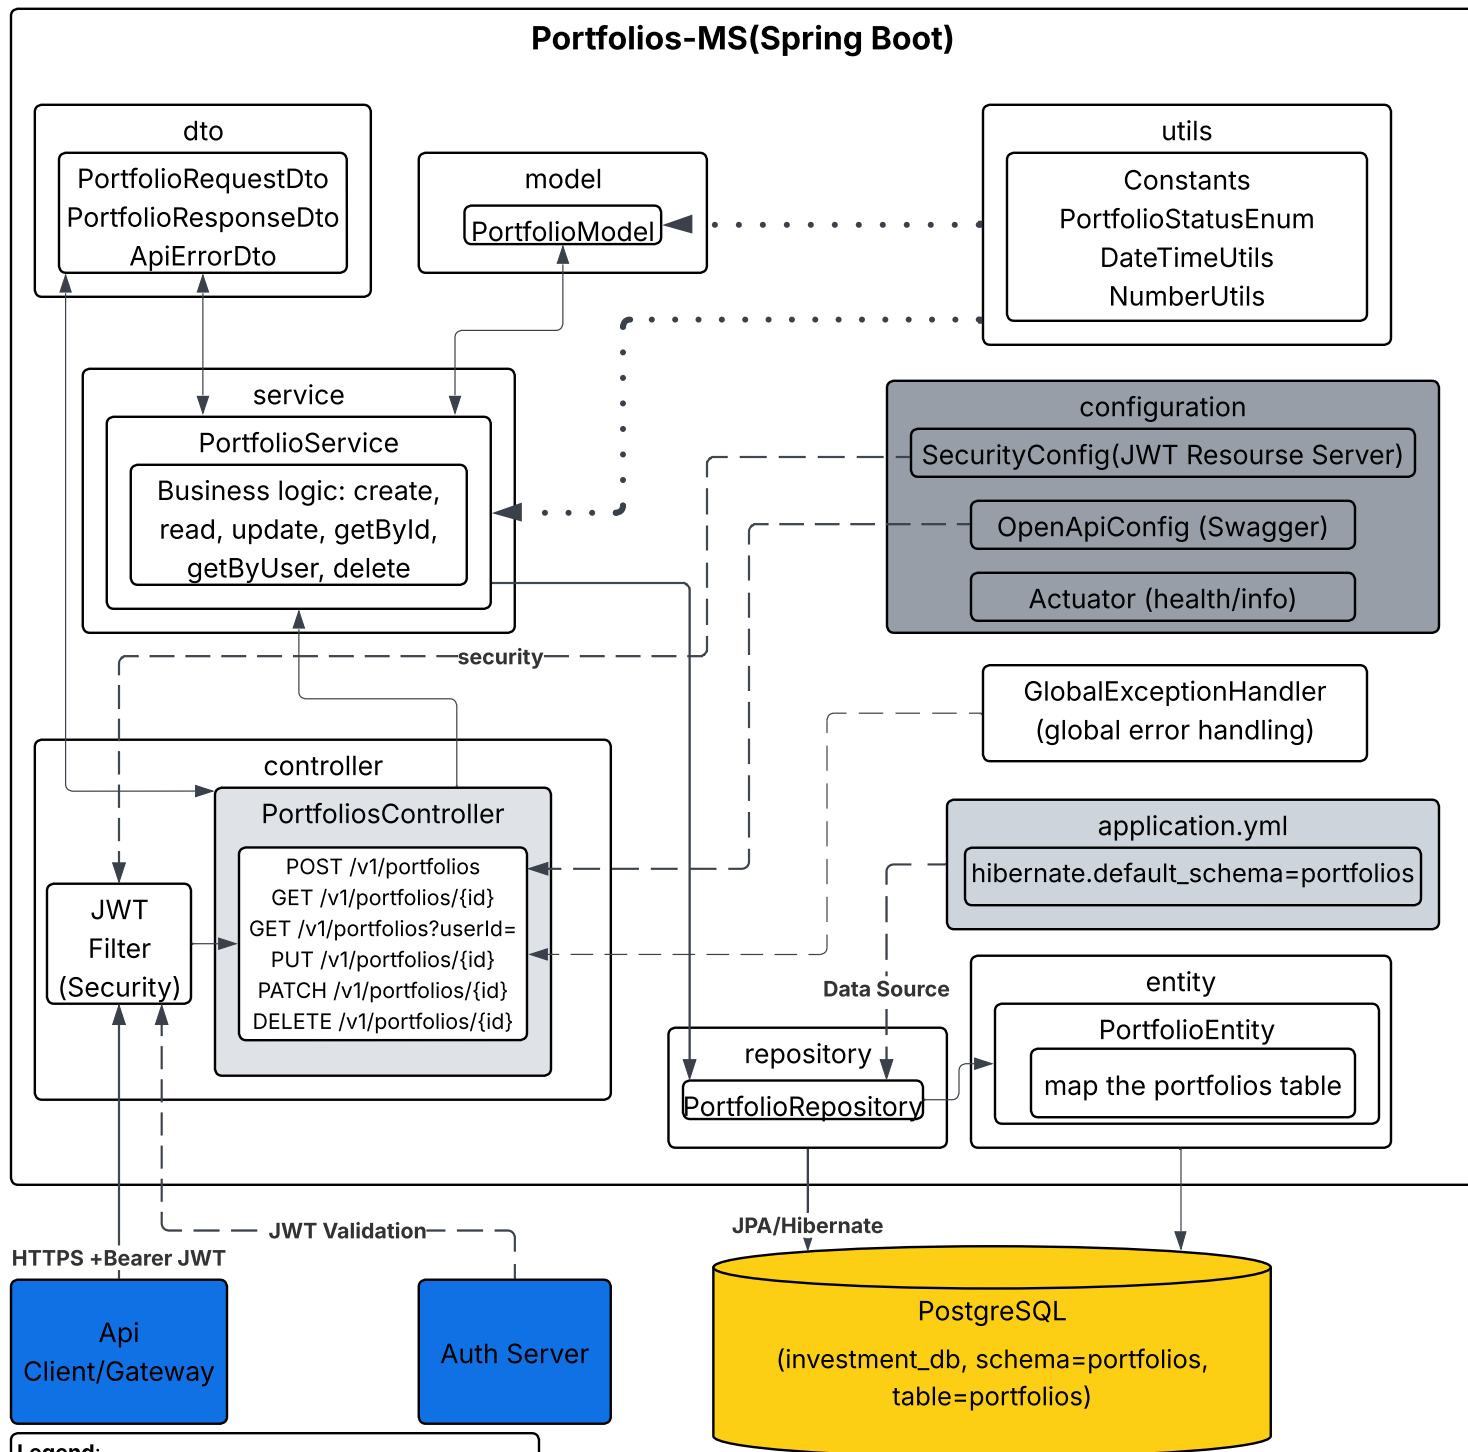 Portfolios-MS(Spring Boot)
dto
PortfolioRequestDto
PortfolioResponseDto
ApiErrorDto
model
PortfolioModel
utils
Constants
PortfolioStatusEnum
DateTimeUtils
NumberUtils
service
PortfolioService
Business logic: create,
read, update, getById,
getByUser, delete
configuration
SecurityConfig(JWT Resourse Server)
OpenApiConfig (Swagger)
Actuator (health/info)
security
GlobalExceptionHandler
(global error handling)
controller
PortfoliosController
POST /v1/portfolios
GET /v1/portfolios/{id}
GET /v1/portfolios?userId=
PUT /v1/portfolios/{id}
PATCH /v1/portfolios/{id}
DELETE /v1/portfolios/{id}
JWT
Filter
(Security)
application.yml
hibernate.default_schema=portfolios
Data Source
repository
PortfolioRepository
entity
PortfolioEntity
map the portfolios table
JWT Validation
JPA/Hibernate
HTTPS +Bearer JWT
Api
Client/Gateway
Auth Server
PostgreSQL
(investment_db, schema=portfolios,
table=portfolios)
Legend: